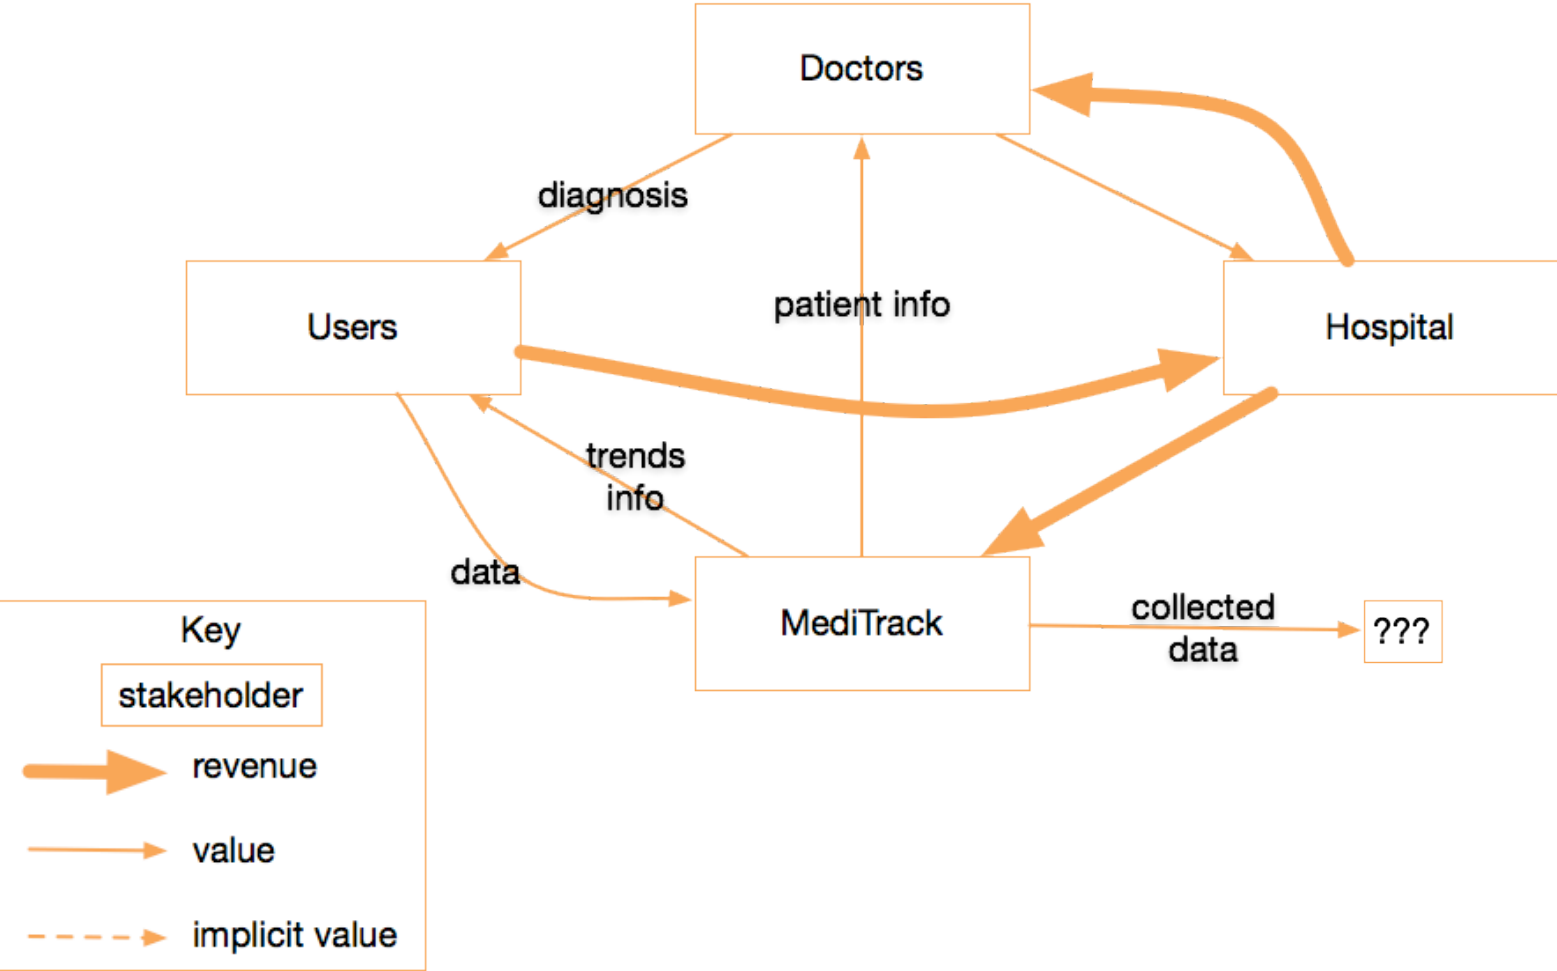 Doctors
diagnosis
patient info
Users
Hospital
trends
info
data
MediTrack
collected
data
???
Key
stakeholder
revenue
value
implicit value